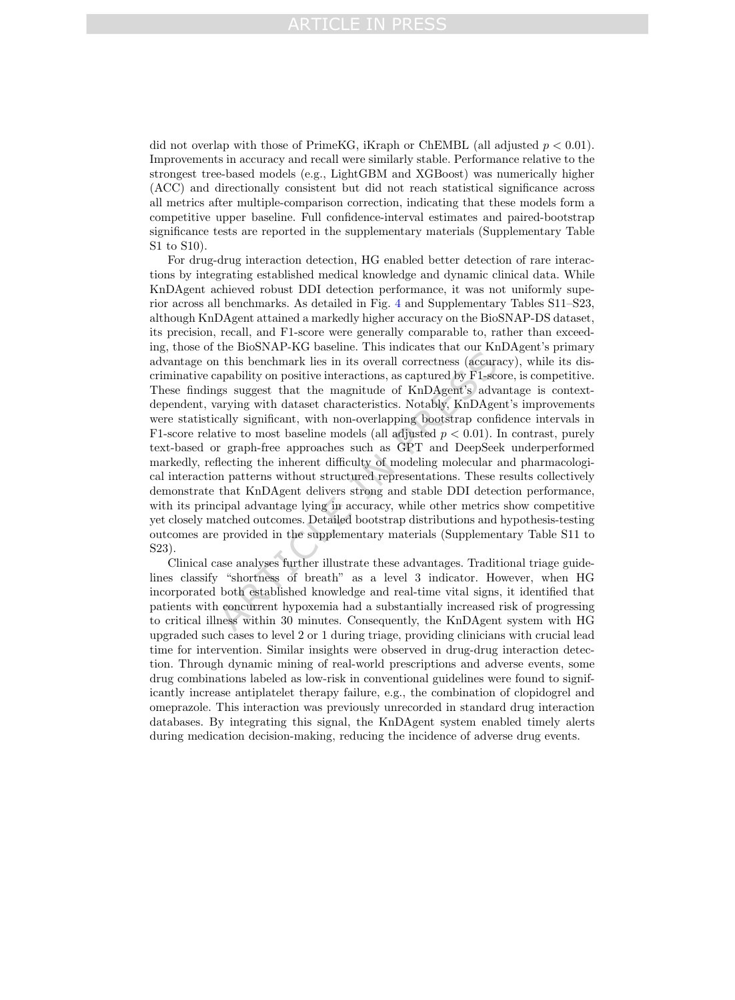 ARTICLE IN PRESS
did not overlap with those of PrimeKG, iKraph or ChEMBL (all adjusted p < 0.01).
Improvements in accuracy and recall were similarly stable. Performance relative to the
strongest tree-based models (e.g., LightGBM and XGBoost) was numerically higher
(ACC) and directionally consistent but did not reach statistical significance across
all metrics after multiple-comparison correction, indicating that these models form a
competitive upper baseline. Full confidence-interval estimates and paired-bootstrap
significance tests are reported in the supplementary materials (Supplementary Table
S1 to S10).
For drug-drug interaction detection, HG enabled better detection of rare interac-
tions by integrating established medical knowledge and dynamic clinical data. While
KnDAgent achieved robust DDI detection performance, it was not uniformly supe-
rior across all benchmarks. As detailed in Fig. 4 and Supplementary Tables S11–S23,
although KnDAgent attained a markedly higher accuracy on the BioSNAP-DS dataset,
its precision, recall, and F1-score were generally comparable to, rather than exceed-
ing, those of the BioSNAP-KG baseline. This indicates that our KnDAgent's primary
advantage on this benchmark lies in its overall correctness (accuracy), while its dis-
criminative capability on positive interactions, as captured by F1-score, is competitive.
These findings suggest that the magnitude of KnDAgent's advantage is context-
dependent, varying with dataset characteristics. Notably, KnDAgent's improvements
were statistically significant, with non-overlapping bootstrap confidence intervals in
F1-score relative to most baseline models (all adjusted p < 0.01). In contrast, purely
text-based or graph-free approaches such as GPT and DeepSeek underperformed
markedly, reflecting the inherent difficulty of modeling molecular and pharmacologi-
cal interaction patterns without structured representations. These results collectively
demonstrate that KnDAgent delivers strong and stable DDI detection performance,
with its principal advantage lying in accuracy, while other metrics show competitive
yet closely matched outcomes. Detailed bootstrap distributions and hypothesis-testing
outcomes are provided in the supplementary materials (Supplementary Table S11 to
S23).
Clinical case analyses further illustrate these advantages. Traditional triage guide-
lines classify “shortness of breath” as a level 3 indicator. However, when HG
incorporated both established knowledge and real-time vital signs, it identified that
patients with concurrent hypoxemia had a substantially increased risk of progressing
to critical illness within 30 minutes. Consequently, the KnDAgent system with HG
upgraded such cases to level 2 or 1 during triage, providing clinicians with crucial lead
time for intervention. Similar insights were observed in drug-drug interaction detec-
tion. Through dynamic mining of real-world prescriptions and adverse events, some
drug combinations labeled as low-risk in conventional guidelines were found to signif-
icantly increase antiplatelet therapy failure, e.g., the combination of clopidogrel and
omeprazole. This interaction was previously unrecorded in standard drug interaction
databases. By integrating this signal, the KnDAgent system enabled timely alerts
during medication decision-making, reducing the incidence of adverse drug events.
ARTICLE IN PRESS